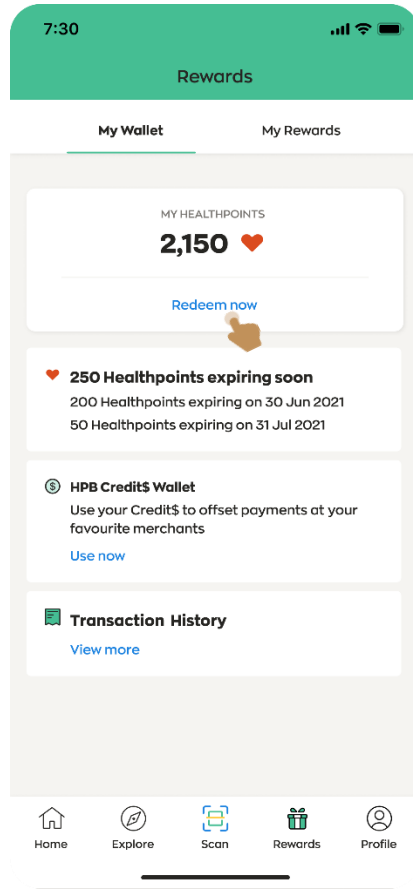 7:30
Rewards
My Wallet
My Rewards
MY HEALTHPOINTS
2,150
Redeem now
250 Healthpoints expiring soon
200 Healthpoints expiring on 30 Jun 2021
50 Healthpoints expiring on 31 Jul 2021
HPB Credit$ Wallet
Use your Credit$ to offset payments at your
favourite merchants
Use now
Transaction History
View more
Home
Explore
Scan
Rewards
Profile